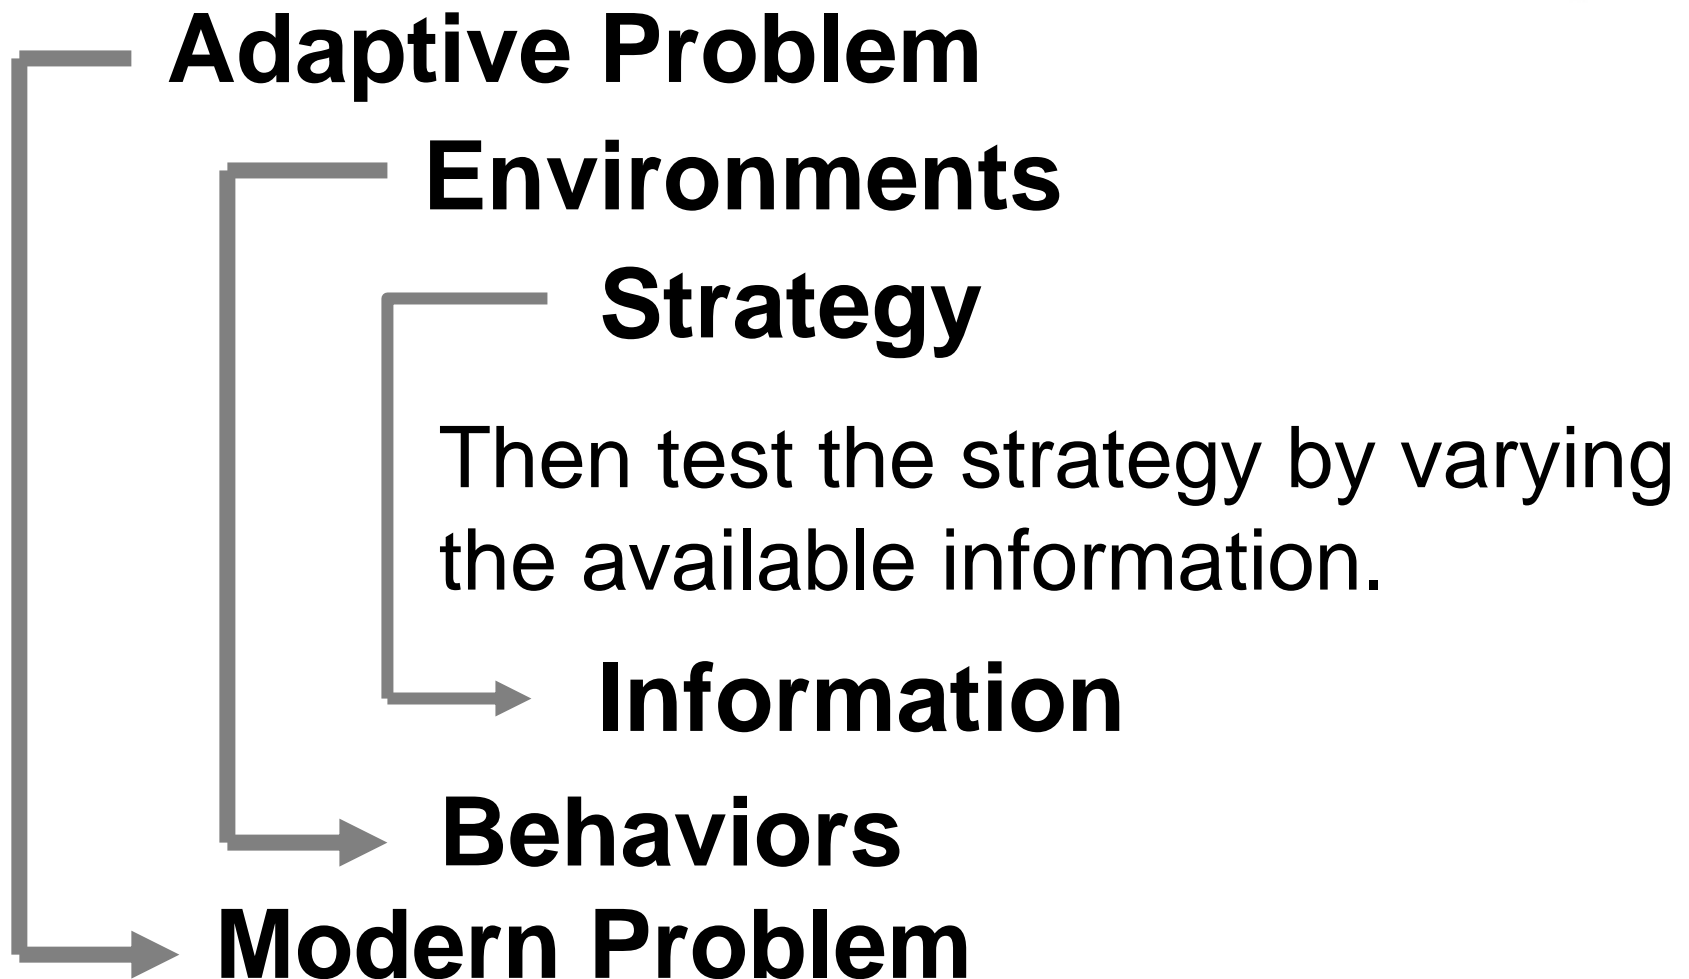 Adaptive Problem
Environments
Strategy
Then test the strategy by varying
the available information.
Information
Behaviors
Modern Problem